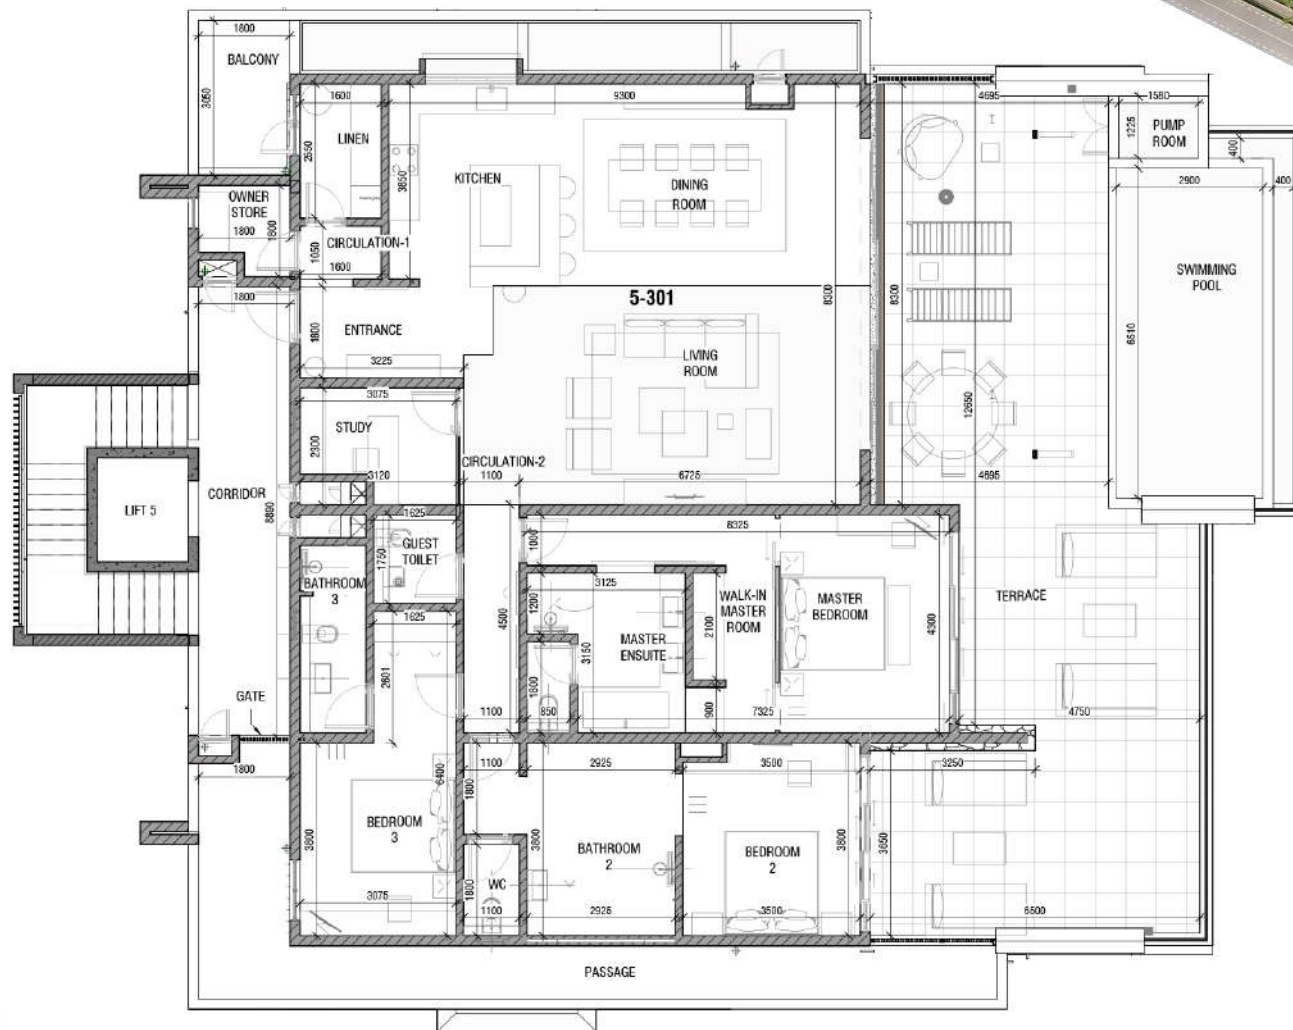 1800
BALCONY
3050
1600
9300
4695
1580
2550
LINEN
KITCHEN
3850
DINING
ROOM
1225
PUMP
ROOM
400
2900
400
OWNER
STORE
1800
1800
CIRCULATION-1
1050
1600
5-301
8300
8300
SWIMMING
POOL
6510
1800
1800
ENTRANCE
3225
LIVING
ROOM
3075
STUDY
2300
3120
CIRCULATION-2
1100
6725
12650
4695
CORRIDOR
8890
LIFT 5
1625
GUEST
TOILET
1750
8325
1000
BATHROOM
3
1625
3125
1200
WALK-IN
MASTER
ROOM
MASTER
BEDROOM
TERRACE
4500
2100
4300
MASTER
ENSUITE
3150
2601
1800
GATE
1100
850
900
7325
4750
1800
6400
1100
2925
3500
3250
1800
BEDROOM
3
3800
3800
BATHROOM
2
BEDROOM
2
3800
3650
WC
1800
3075
1100
2925
3500
6500
PASSAGE